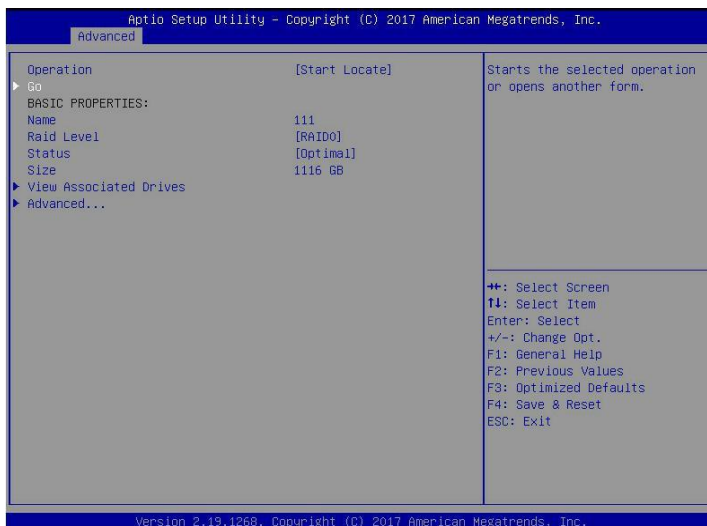 Aptio Setup Utility – Copyright (C) 2017 American Megatrends, Inc.
Advanced
Operation [Start Locate]
Go
BASIC PROPERTIES:
Name 111
Raid Level [RAID0]
Status [Optimal]
Size 1116 GB
View Associated Drives
Advanced...
Starts the selected operation
or opens another form.
→←: Select Screen
↑↓: Select Item
Enter: Select
+/-: Change Opt.
F1: General Help
F2: Previous Values
F3: Optimized Defaults
F4: Save & Reset
ESC: Exit
Version 2.19.1268. Copyright (C) 2017 American Megatrends, Inc.